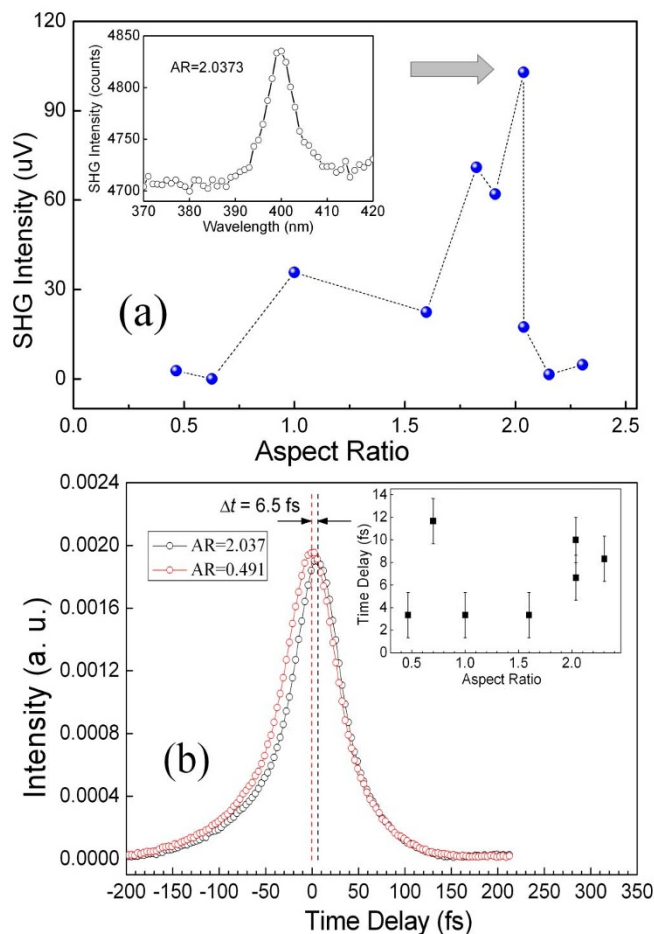 120
90
60
30
0
SHG Intensity (uV)
4850
4800
4750
4700
SHG Intensity (counts)
AR=2.0373
370 380 390 400 410 420
Wavelength (nm)
(a)
0.0 0.5 1.0 1.5 2.0 2.5
Aspect Ratio
0.0024
0.0020
0.0016
0.0012
0.0008
0.0004
0.0000
Intensity (a. u.)
Δt = 6.5 fs
AR=2.037
AR=0.491
14
12
10
8
6
4
2
0
Time Delay (fs)
0.5 1.0 1.5 2.0
Aspect Ratio
(b)
-200 -150 -100 -50 0 50 100 150 200 250 300 350
Time Delay (fs)